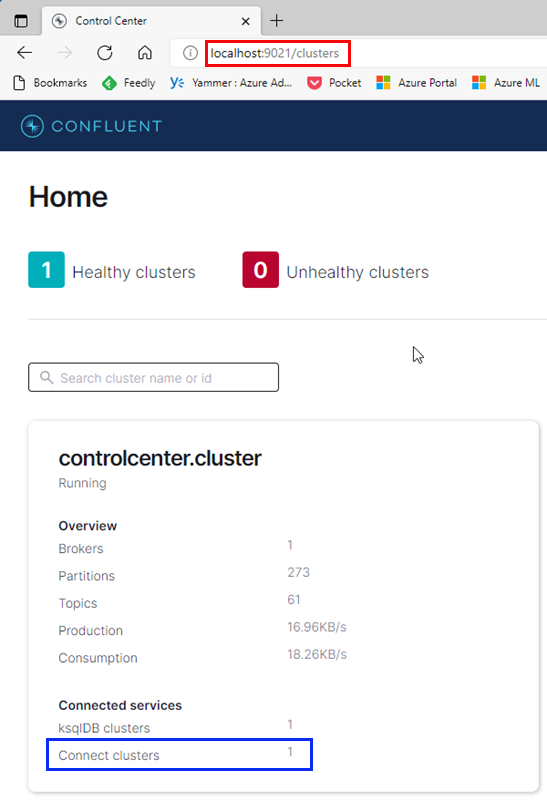 Control Center
localhost:9021/clusters
Bookmarks Feedly Yammer : Azure Ad... Pocket Azure Portal Azure ML
CONFLUENT
Home
1 Healthy clusters 0 Unhealthy clusters
Search cluster name or id
controlcenter.cluster
Running
Overview
Brokers 1
Partitions 273
Topics 61
Production 16.96KB/s
Consumption 18.26KB/s
Connected services
ksqlDB clusters 1
Connect clusters 1